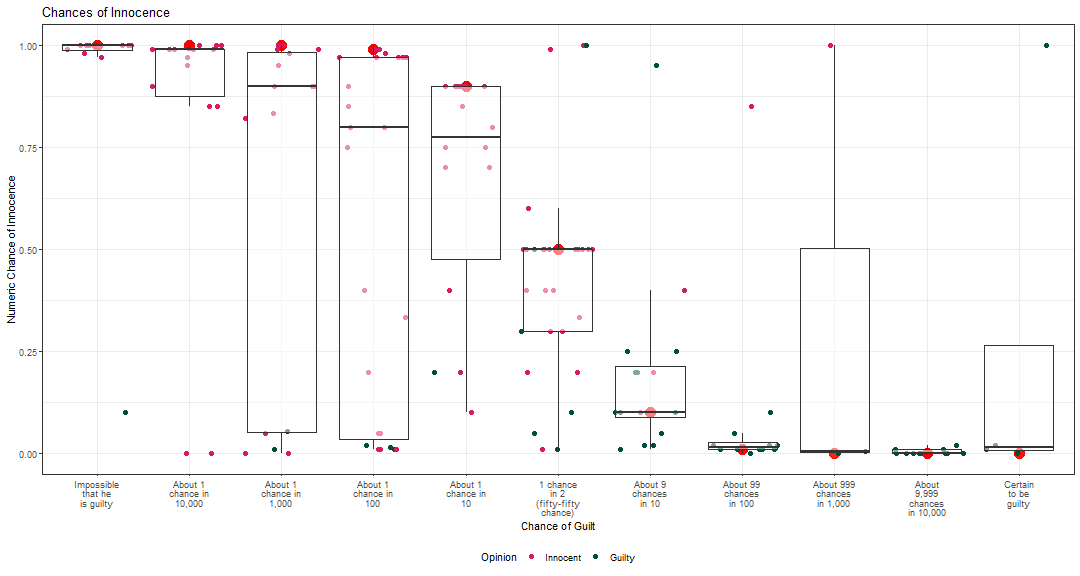 Chances of Innocence
Numeric Chance of Innocence
1.00
0.75
0.50
0.25
0.00
Impossible
that he
is guilty
About 1
chance in
10,000
About 1
chance in
1,000
About 1
chance in
100
About 1
chance in
10
1 chance
in 2
(fifty-fifty
chance)
About 9
chances
in 10
About 99
chances
in 100
About 999
chances
in 1,000
About
9,999
chances
in 10,000
Certain
to be
guilty
Chance of Guilt
Opinion
Innocent
Guilty